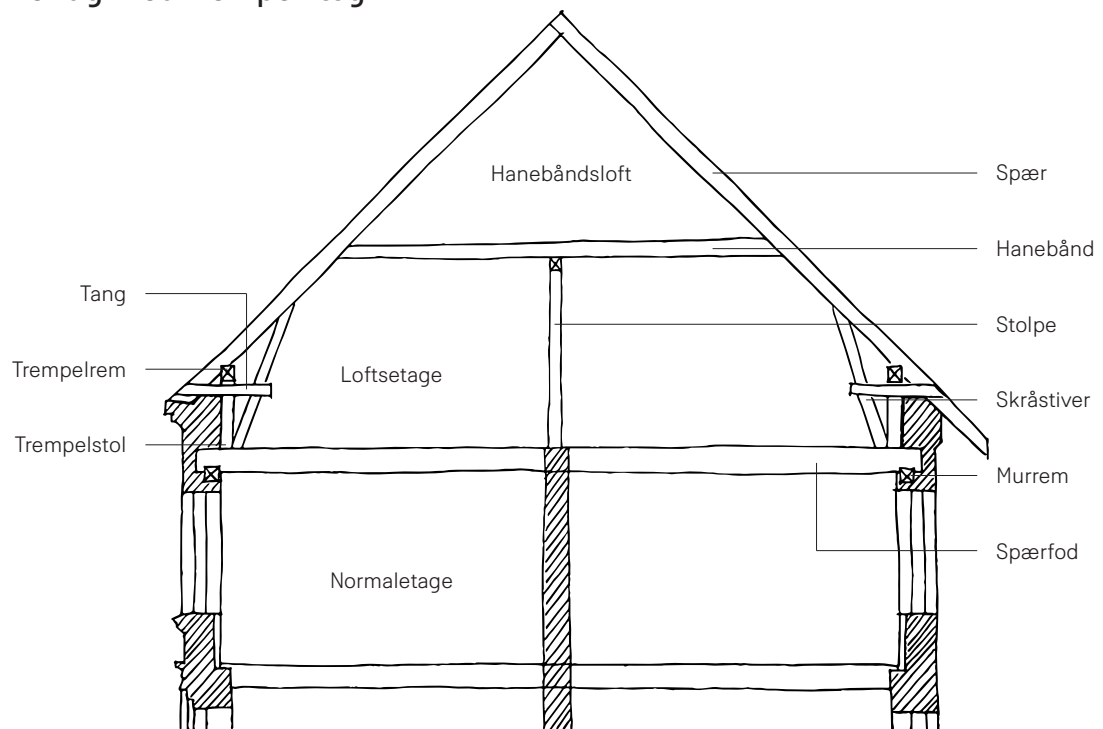 Hanebåndsloft
Spær
Hanebånd
Tang
Stolpe
Trempelrem
Loftsetage
Skråstiver
Trempelstol
Murrem
Spærfod
Normaletage